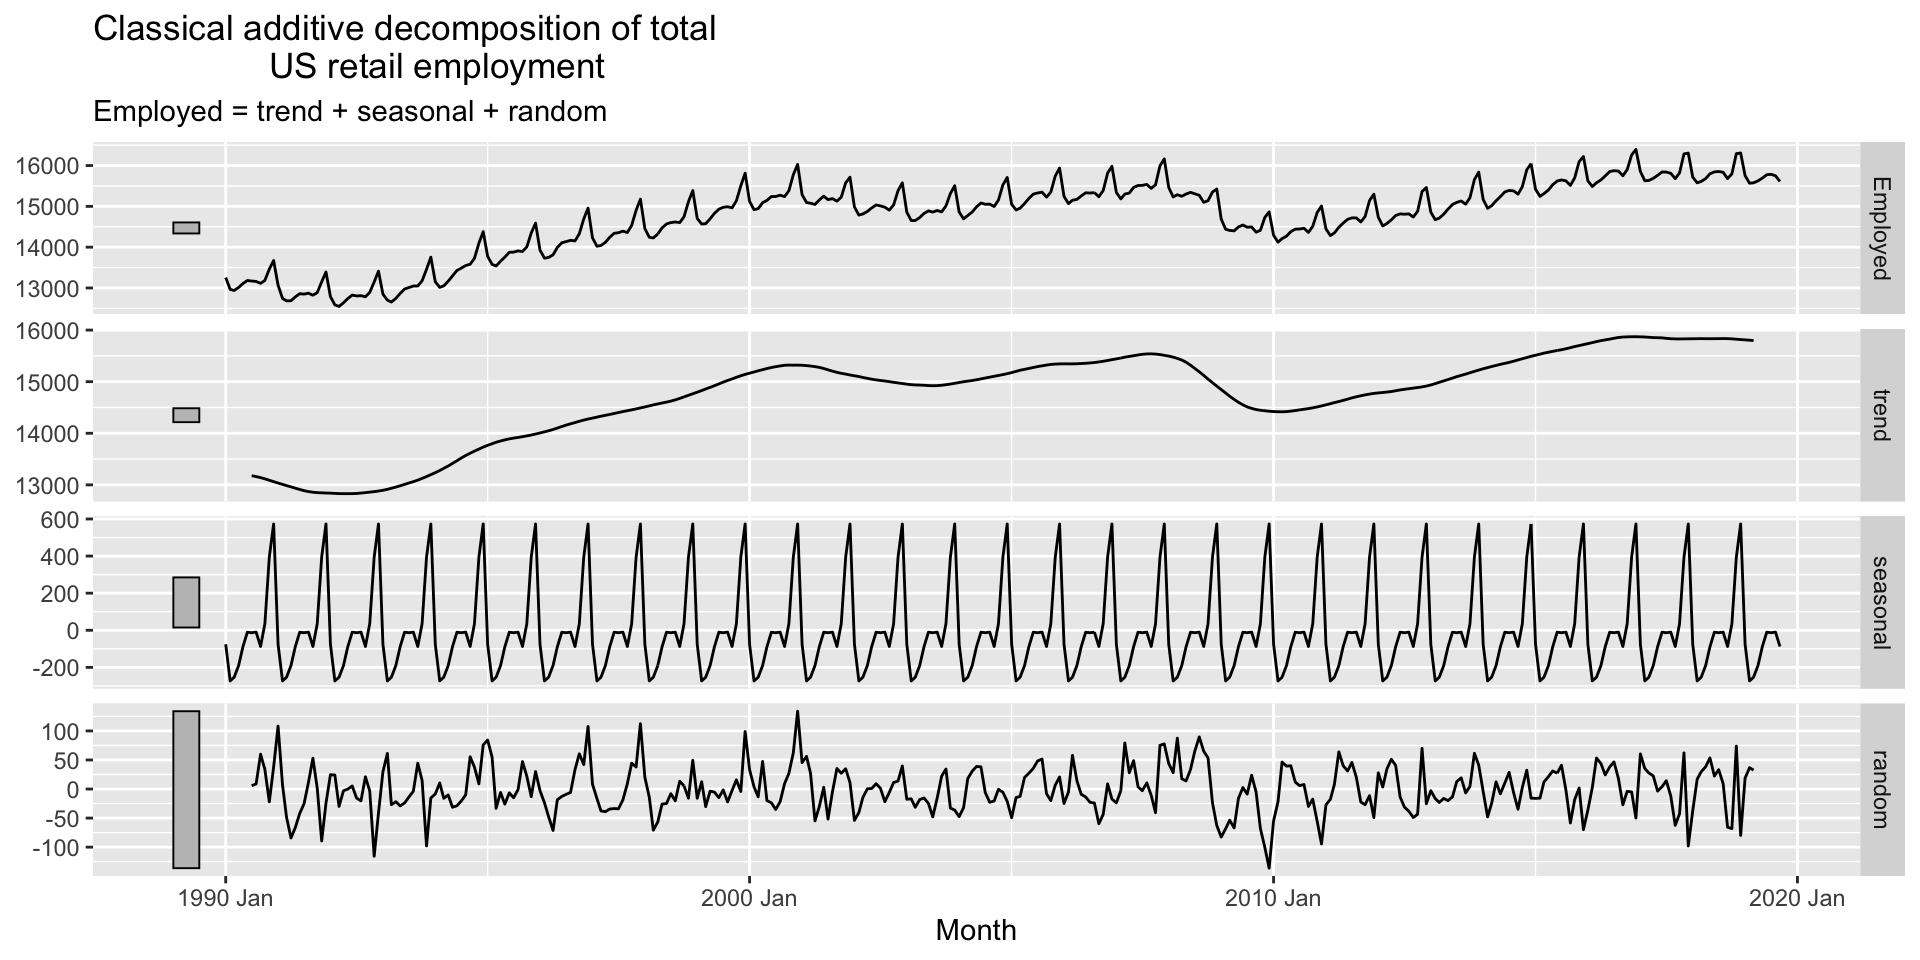 Classical additive decomposition of total
US retail employment
Employed = trend + seasonal + random
16000
15000
14000
13000
Employed
16000
15000
14000
13000
trend
600
400
200
0
-200
seasonal
100
50
0
-50
-100
random
1990 Jan
2000 Jan
2010 Jan
2020 Jan
Month